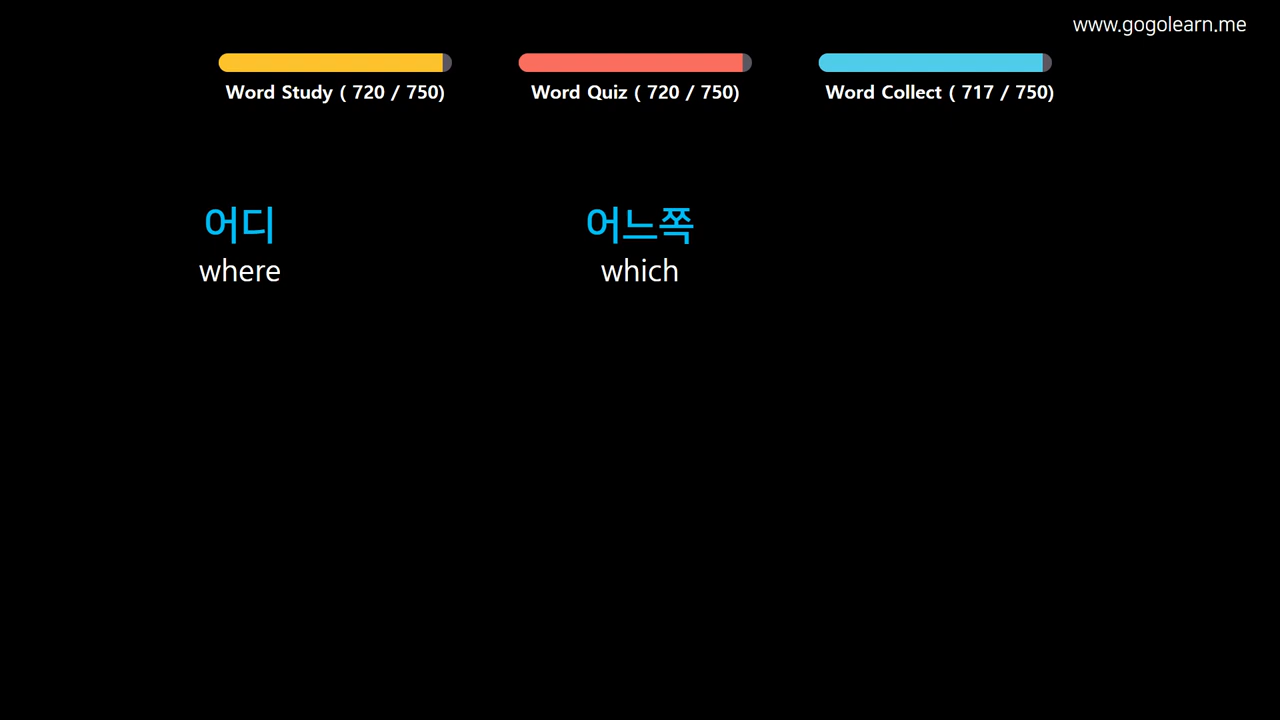 www.gogolearn.me
Word Study ( 720 / 750)
Word Quiz ( 720 / 750)
Word Collect ( 717 / 750)
어디
where
어느쪽
which